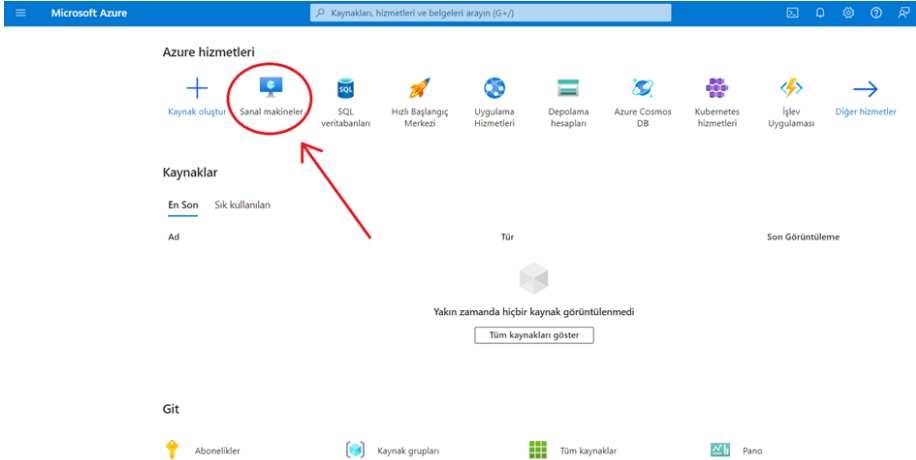 Microsoft Azure
Kaynakları, hizmetleri ve belgeleri arayın (G+/)
Azure hizmetleri
Kaynak oluştur
Sanal makineler
SQL
veritabanları
Hızlı Başlangıç
Merkezi
Uygulama
Hizmetleri
Depolama
hesapları
Azure Cosmos
DB
Kubernetes
hizmetleri
İşlev
Uygulaması
Diğer hizmetler
Kaynaklar
En Son
Sık kullanılan
Ad
Tür
Son Görüntüleme
Yakın zamanda hiçbir kaynak görüntülenmedi
Tüm kaynakları göster
Git
Abonelikler
Kaynak grupları
Tüm kaynaklar
Pano